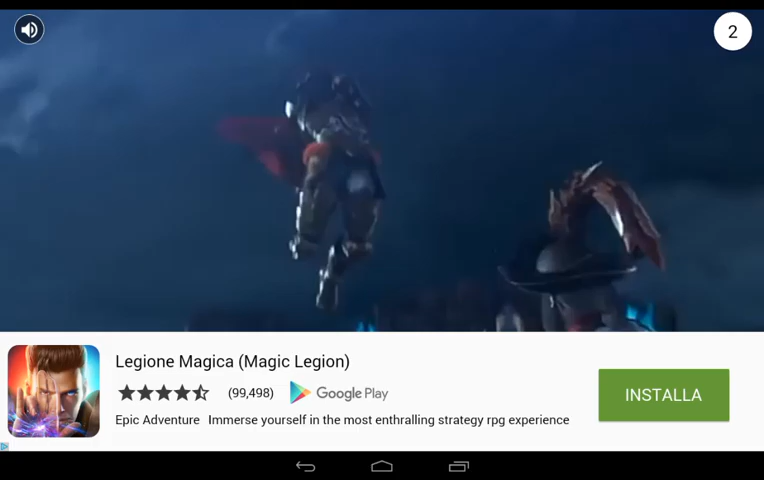 2
Legione Magica (Magic Legion)
(99,498) Google Play
INSTALLA
Epic Adventure Immerse yourself in the most enthralling strategy rpg experience